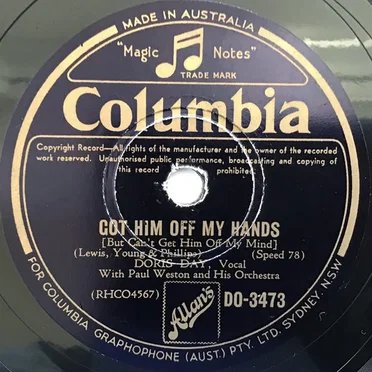 MADE IN AUSTRALIA
"Magic Notes"
TRADE MARK
Columbia
Copyright Record—All rights of the manufacturer and the owner of the recorded
work reserved. Unauthorised public performance, broadcasting and copying of
this record prohibited.
GOT HIM OFF MY HANDS
[But Can't Get Him Off My Mind]
(Lewis, Young & Phillips) (Speed 78)
DORIS DAY, Vocal
With Paul Weston and His Orchestra
(RHCO4567) Allan's DO-3473
FOR COLUMBIA GRAPHOPHONE (AUST.) PTY. LTD. SYDNEY. NSW